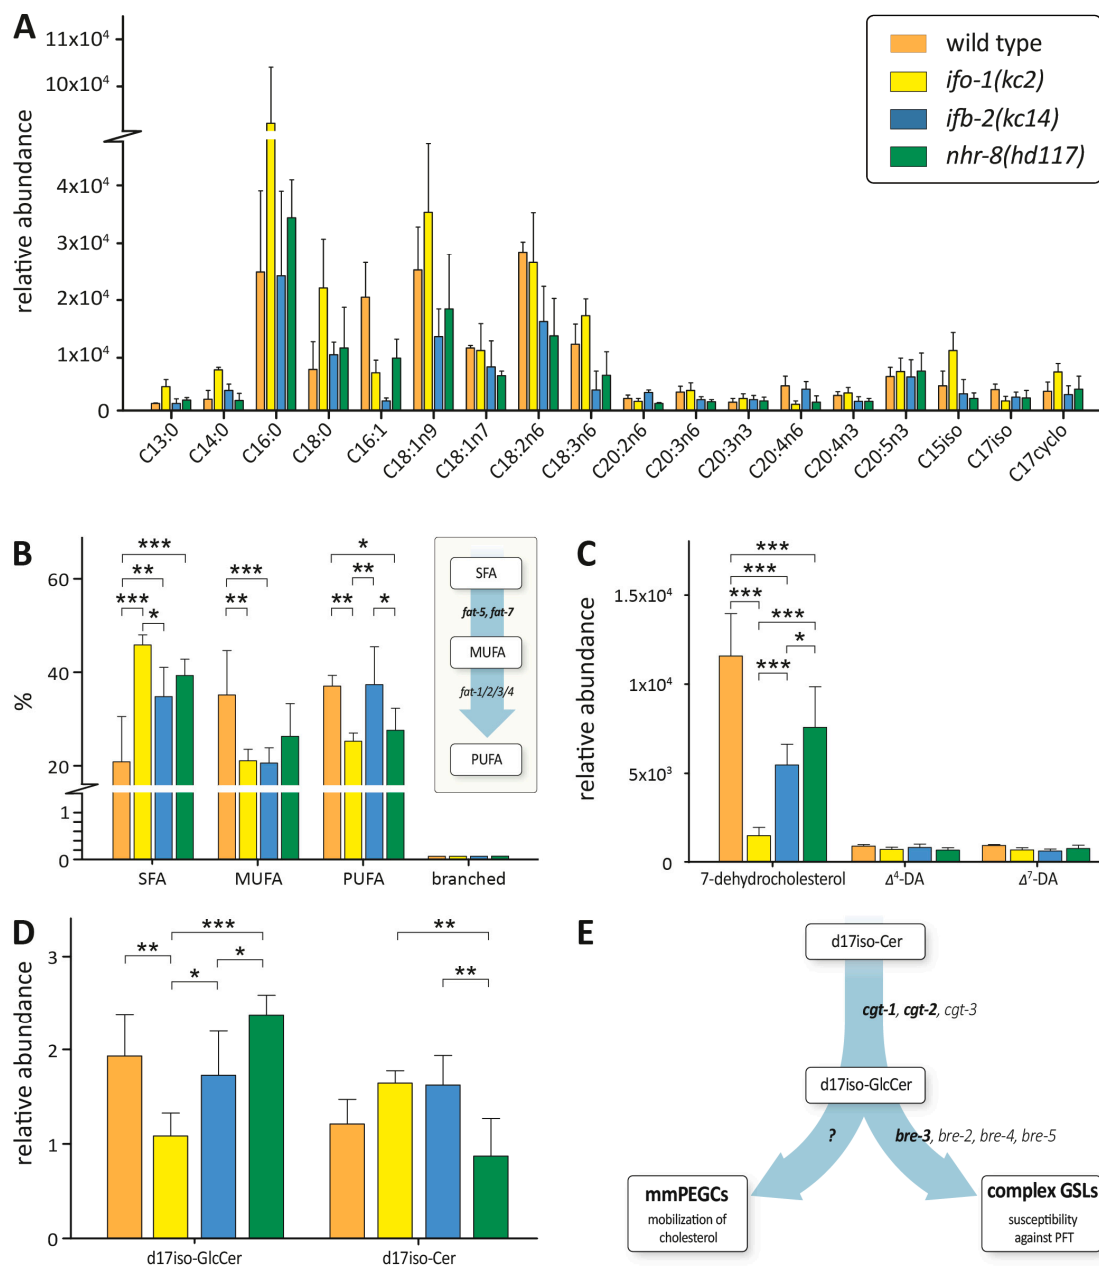 A
11x10⁴
10x10⁴
4x10⁴
3x10⁴
2x10⁴
1x10⁴
0
relative abundance
wild type
ifo-1(kc2)
ifb-2(kc14)
nhr-8(hd117)
C13:0
C14:0
C16:0
C18:0
C16:1
C18:1n9
C18:1n7
C18:2n6
C18:3n6
C20:2n6
C20:3n6
C20:3n3
C20:4n6
C20:4n3
C20:5n3
C15iso
C17iso
C17cyclo
B
60
40
20
1
0
%
***
**
***
*
***
**
*
**
**
*
SFA
MUFA
PUFA
branched
SFA
fat-5, fat-7
MUFA
fat-1/2/3/4
PUFA
C
1.5x10⁴
1x10⁴
5x10³
0
relative abundance
***
***
***
***
*
***
7-dehydrocholesterol
Δ⁴-DA
Δ⁷-DA
D
3
2
1
0
relative abundance
**
***
*
*
**
**
d17iso-GlcCer
d17iso-Cer
E
d17iso-Cer
cgt-1, cgt-2, cgt-3
d17iso-GlcCer
?
bre-3, bre-2, bre-4, bre-5
mmPEGCs
mobilization of
cholesterol
complex GSLs
susceptibility
against PFT